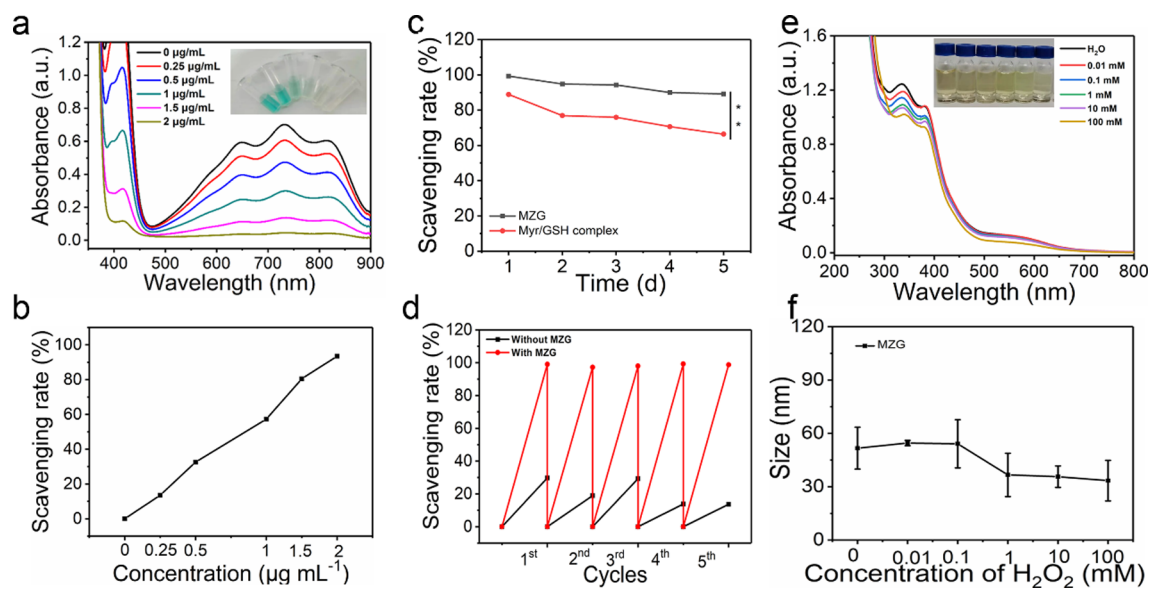 a
1.2
1.0
0.8
0.6
0.4
0.2
0.0
Absorbance (a.u.)
0 μg/mL
0.25 μg/mL
0.5 μg/mL
1 μg/mL
1.5 μg/mL
2 μg/mL
400 500 600 700 800 900
Wavelength (nm)
b
100
80
60
40
20
0
Scavenging rate (%)
0 0.25 0.5 1 1.5 2
Concentration (μg mL⁻¹)
c
120
100
80
60
40
20
0
Scavenging rate (%)
MZG
Myr/GSH complex
*
*
1 2 3 4 5
Time (d)
d
120
100
80
60
40
20
0
Scavenging rate (%)
Without MZG
With MZG
1st 2nd 3rd 4th 5th
Cycles
e
1.6
1.2
0.8
0.4
0.0
Absorbance (a.u.)
H₂O
0.01 mM
0.1 mM
1 mM
10 mM
100 mM
200 300 400 500 600 700 800
Wavelength (nm)
f
120
90
60
30
0
Size (nm)
MZG
0 0.01 0.1 1 10 100
Concentration of H₂O₂ (mM)